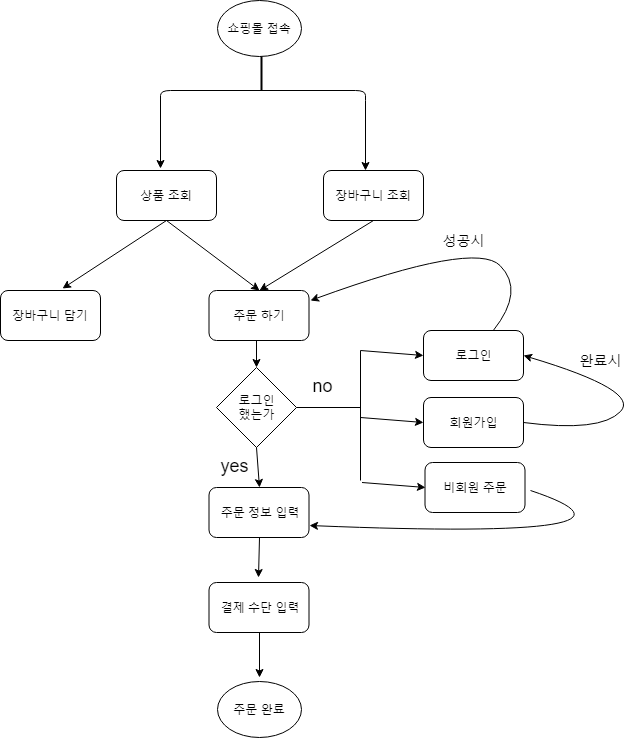 쇼핑몰 접속
상품 조회
장바구니 조회
성공시
장바구니 담기
주문 하기
로그인
완료시
no
로그인
했는가
회원가입
yes
비회원 주문
주문 정보 입력
결제 수단 입력
주문 완료